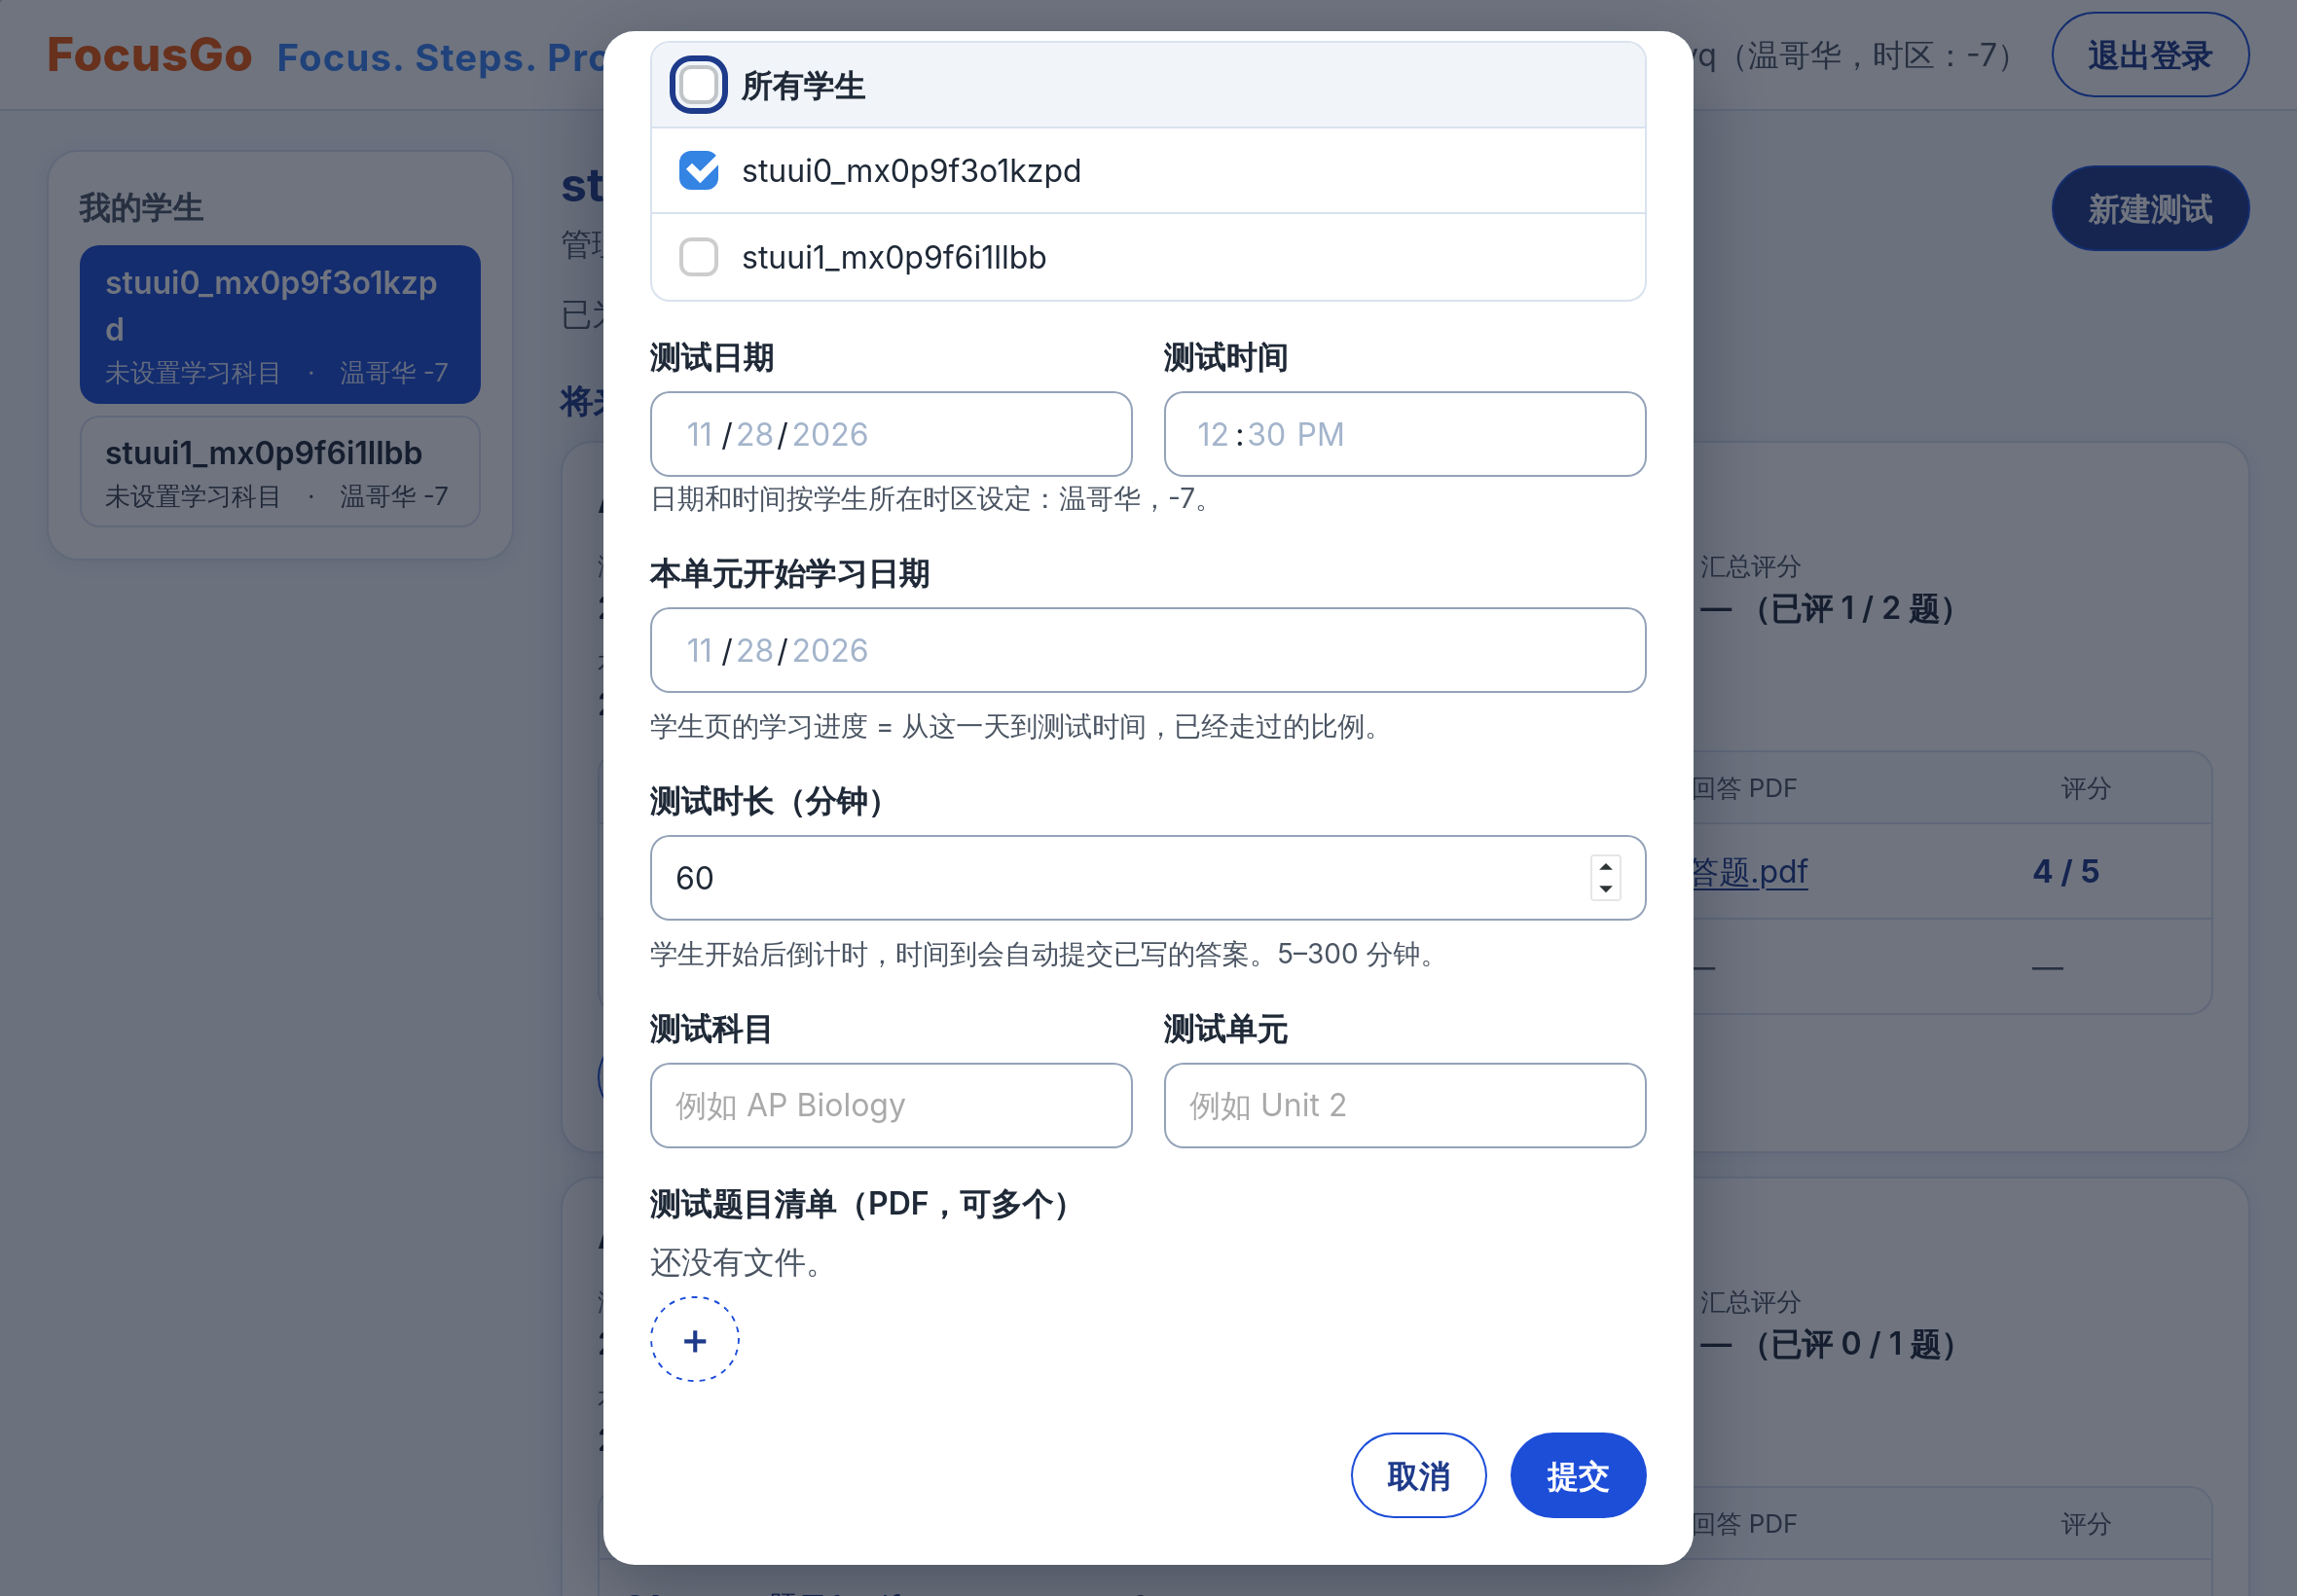 FocusGo Focus. Steps. Pro
vq（温哥华，时区：-7） 退出登录
我的学生
stuui0_mx0p9f3o1kzp
d
未设置学习科目 · 温哥华 -7
stuui1_mx0p9f6i1llbb
未设置学习科目 · 温哥华 -7
st
管理
已为
将来
新建测试
所有学生
stuui0_mx0p9f3o1kzpd
stuui1_mx0p9f6i1llbb
测试日期 测试时间
11/28/2026 12:30 PM
日期和时间按学生所在时区设定：温哥华，-7。
本单元开始学习日期
11/28/2026
学生页的学习进度 = 从这一天到测试时间，已经走过的比例。
测试时长（分钟）
60
学生开始后倒计时，时间到会自动提交已写的答案。5–300 分钟。
测试科目 测试单元
例如 AP Biology 例如 Unit 2
测试题目清单（PDF，可多个）
还没有文件。
+
取消 提交
汇总评分
— （已评 1 / 2 题）
回答 PDF 评分
答题.pdf 4 / 5
— —
汇总评分
— （已评 0 / 1 题）
回答 PDF 评分